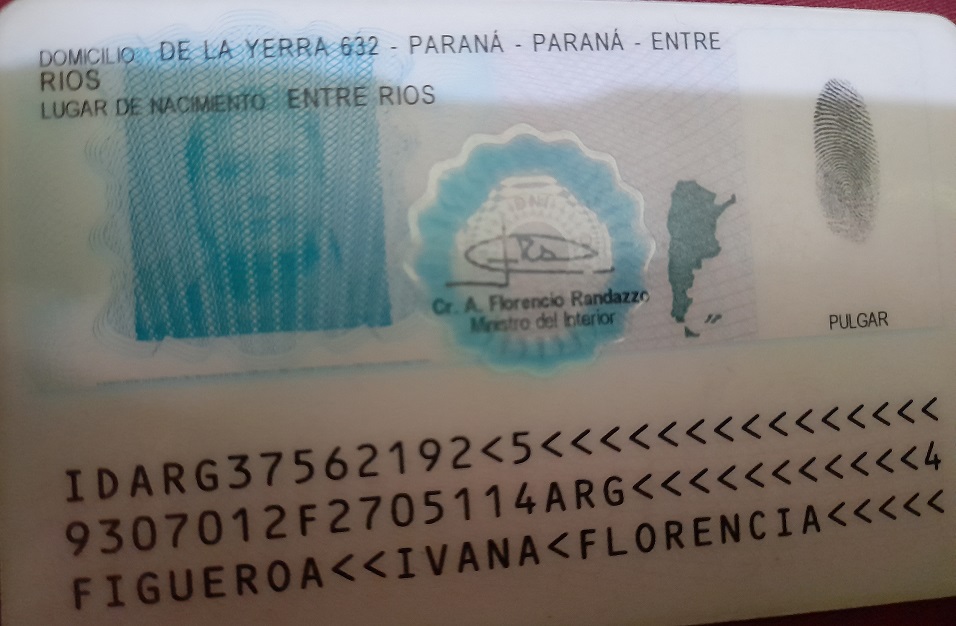 DOMICILIO DE LA YERRA 632 - PARANÁ - PARANÁ - ENTRE
RIOS
LUGAR DE NACIMIENTO ENTRE RIOS
Cr. A. Florencio Randazzo
Ministro del Interior
PULGAR
IDARG37562192<5<<<<<<<<<<<<<<<
9307012F2705114ARG<<<<<<<<<<<4
FIGUEROA<<IVANA<FLORENCIA<<<<<